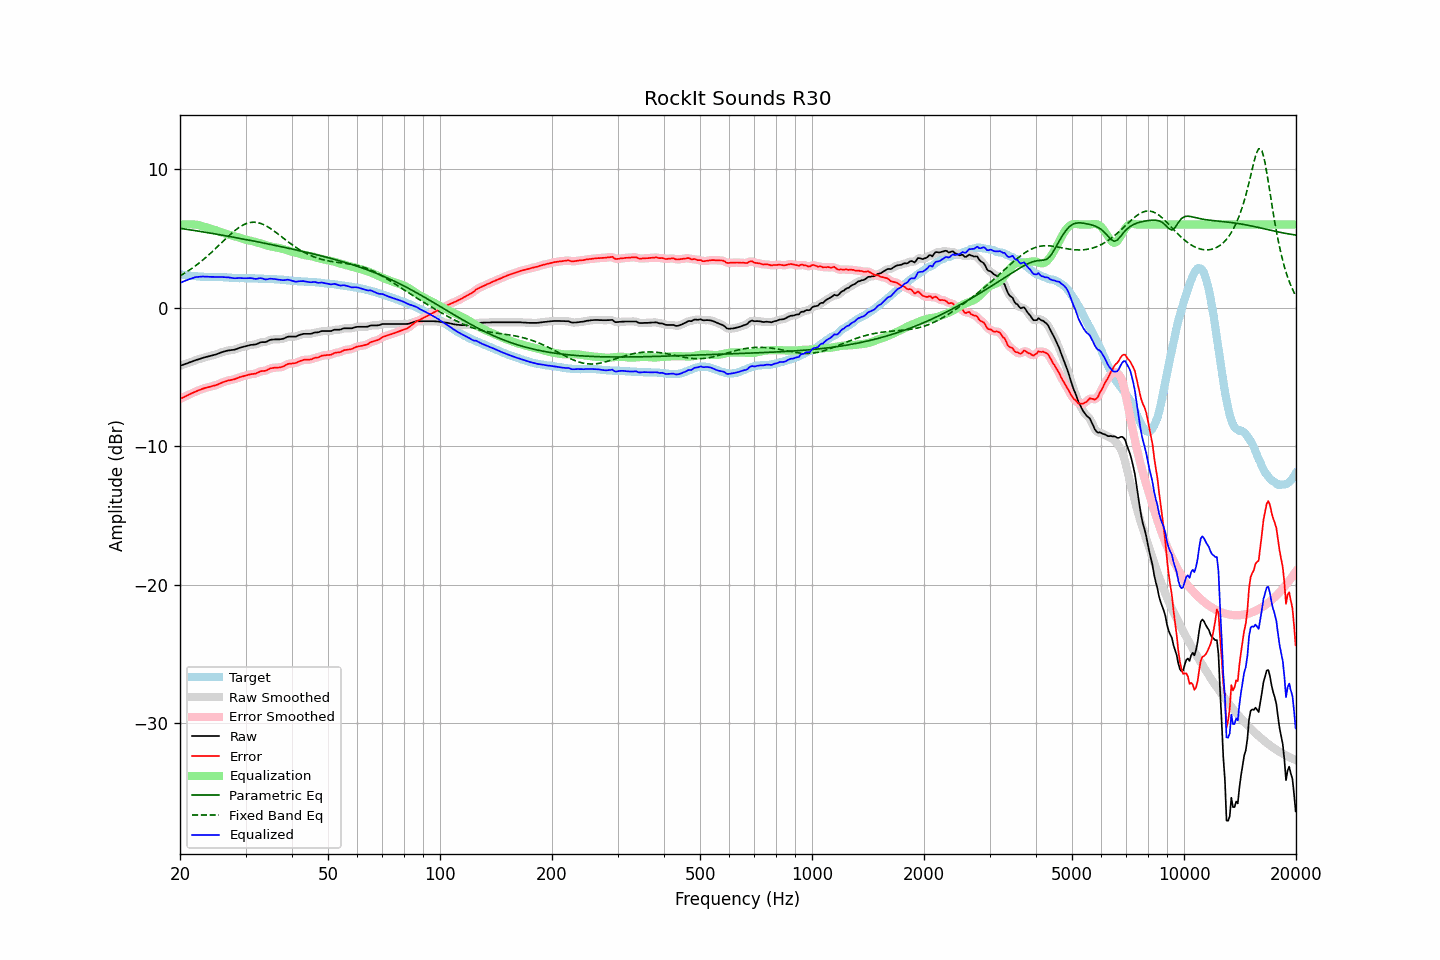 RockIt Sounds R30
10
0
−10
−20
−30
Amplitude (dBr)
Target
Raw Smoothed
Error Smoothed
Raw
Error
Equalization
Parametric Eq
Fixed Band Eq
Equalized
20
50
100
200
500
1000
2000
5000
10000
20000
Frequency (Hz)